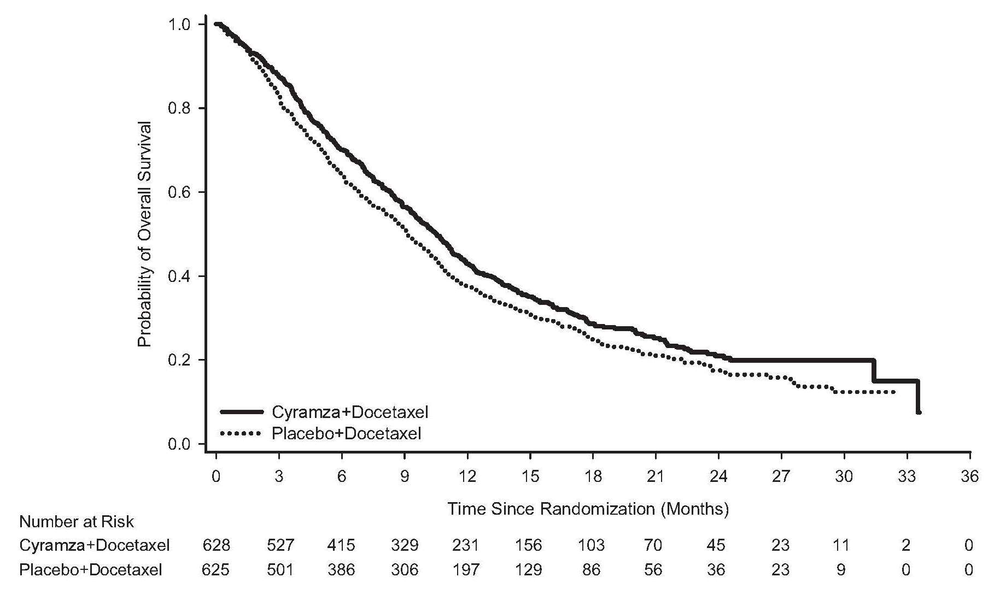 Probability of Overall Survival
1.0
0.8
0.6
0.4
0.2
0.0
Cyramza+Docetaxel
Placebo+Docetaxel
0 3 6 9 12 15 18 21 24 27 30 33 36
Time Since Randomization (Months)
Number at Risk
Cyramza+Docetaxel 628 527 415 329 231 156 103 70 45 23 11 2 0
Placebo+Docetaxel 625 501 386 306 197 129 86 56 36 23 9 0 0